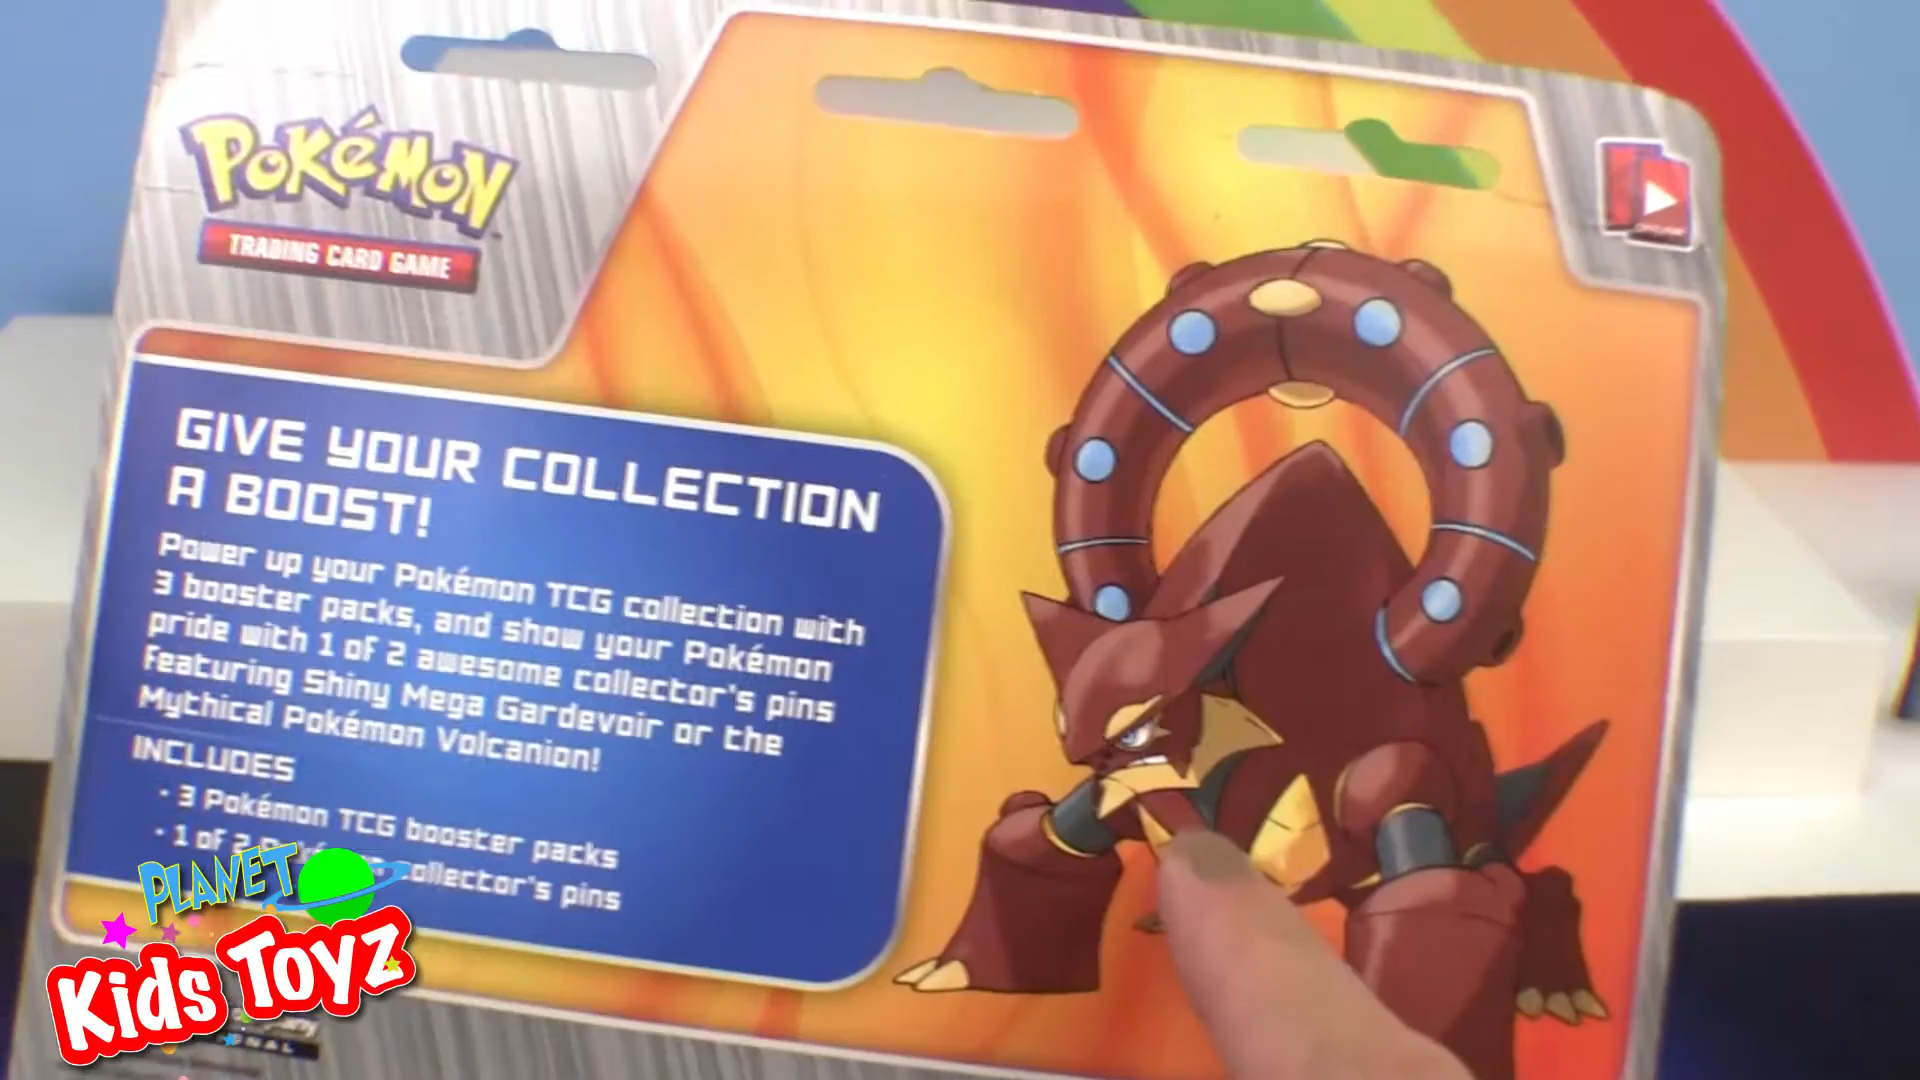 POKéMON
TRADING CARD GAME
GIVE YOUR COLLECTION
A BOOST!
Power up your Pokémon TCG collection with
3 booster packs, and show your Pokémon
pride with 1 of 2 awesome collector's pins
featuring Shiny Mega Gardevoir or the
Mythical Pokémon Volcanion!
INCLUDES
• 3 Pokémon TCG booster packs
• 1 of 2 collector's pins
PLANET
Kids Toyz